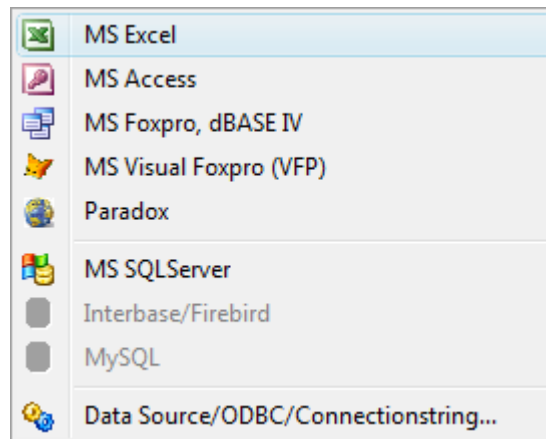 MS Excel
MS Access
MS Foxpro, dBASE IV
MS Visual Foxpro (VFP)
Paradox
MS SQLServer
Interbase/Firebird
MySQL
Data Source/ODBC/Connectionstring...